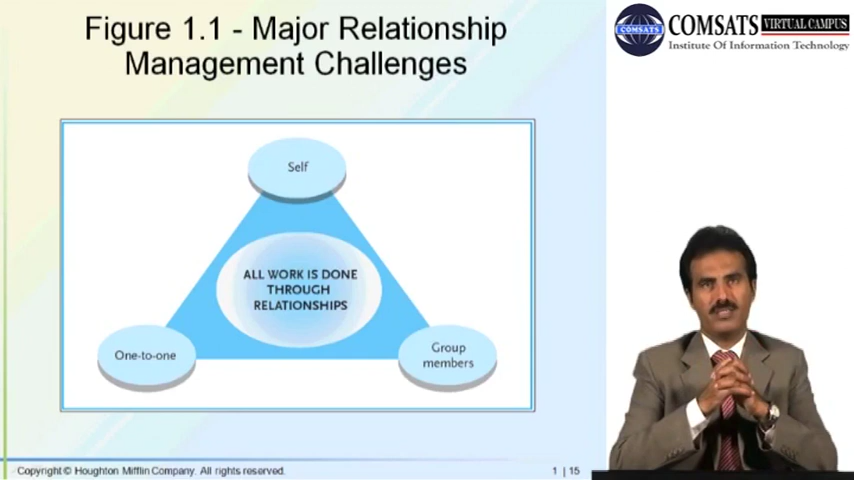 Figure 1.1 - Major Relationship
Management Challenges
COMSATS
COMSATS VIRTUAL CAMPUS
Institute Of Information Technology
Self
ALL WORK IS DONE
THROUGH
RELATIONSHIPS
One-to-one
Group
members
Copyright © Houghton Mifflin Company. All rights reserved.
1 | 15